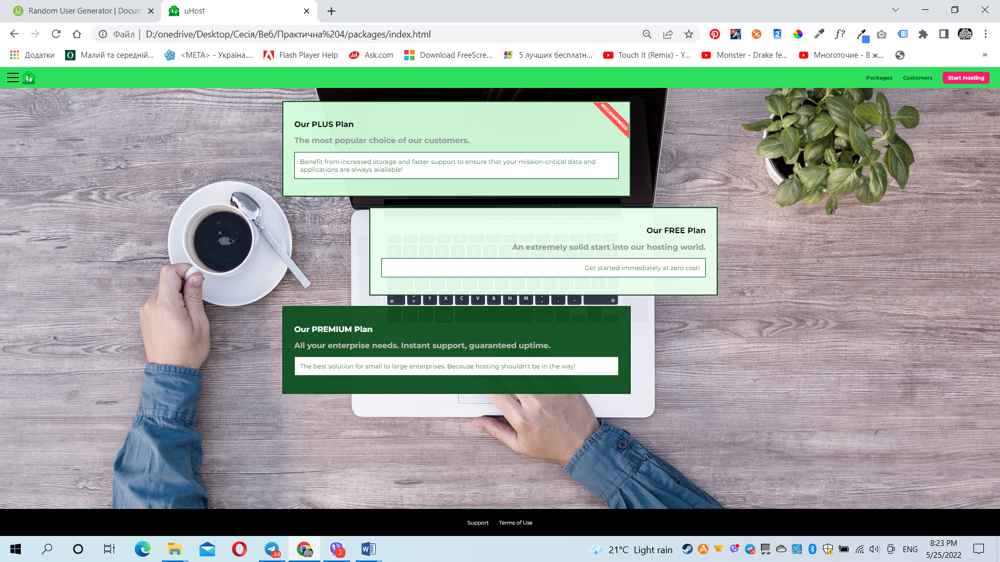 Random User Generator | Docum
uHost
Файл
D:/onedrive/Desktop/Сесія/Веб/Практична%204/packages/index.html
Додатки
Малий та середній...
<META> - Україна....
Flash Player Help
Ask.com
Download FreeScre...
5 лучших бесплатн...
Touch It (Remix) - Y...
Monster - Drake fe...
Многоточие - В ж...
»
Packages
Customers
Start Hosting
RECOMMENDED
Our PLUS Plan
The most popular choice of our customers.
Benefit from increased storage and faster support to ensure that your mission-critical data and
applications are always available!
Our FREE Plan
An extremely solid start into our hosting world.
Get started immediately at zero cost!
Y X C V B N M
Our PREMIUM Plan
All your enterprise needs. Instant support, guaranteed uptime.
The best solution for small to large enterprises. Because hosting shouldn't be in the way!
Support
Terms of Use
21°C Light rain
ENG
8:23 PM
5/25/2022